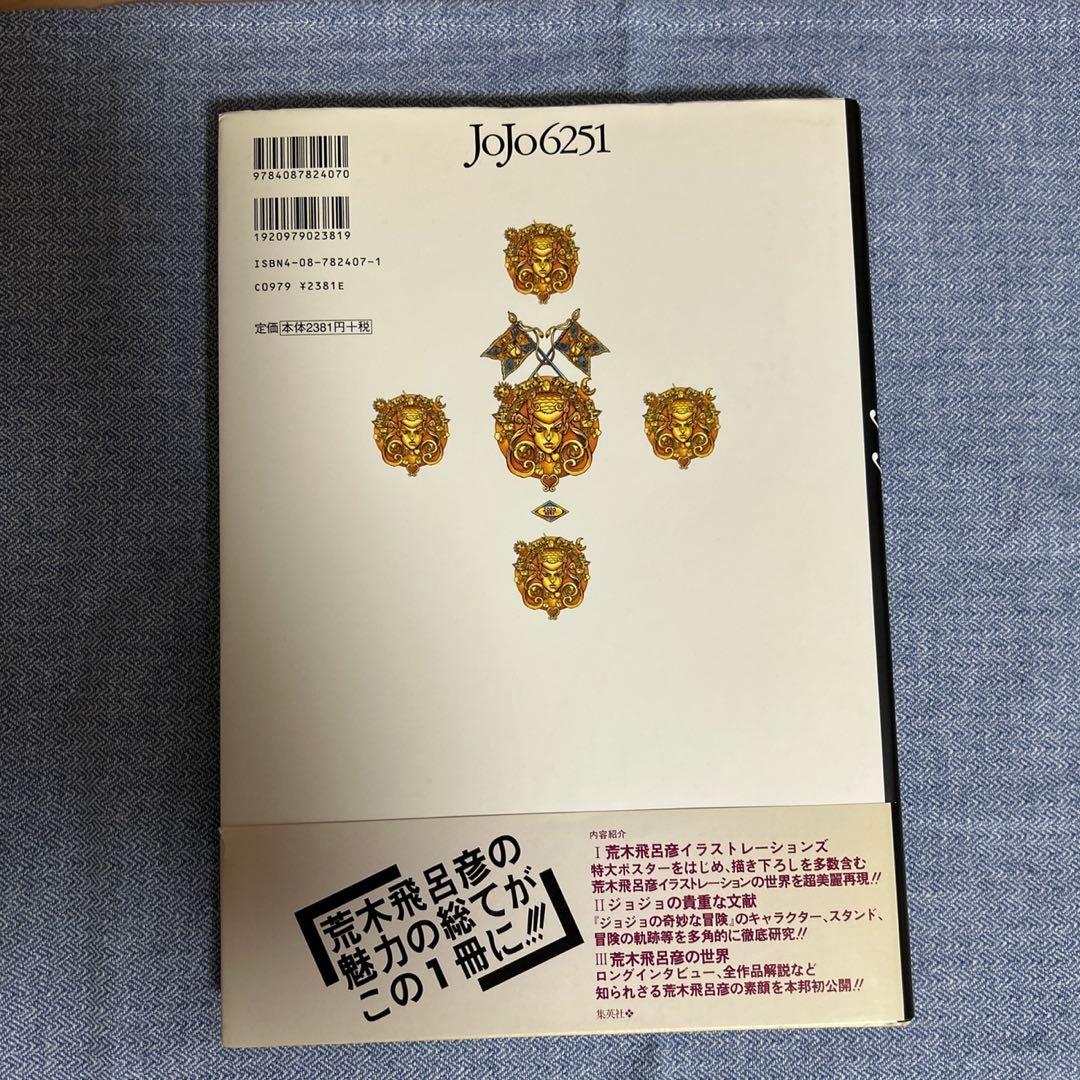 JoJo6251
9784087824070
1920979023819
ISBN4-08-782407-1
C0979 ¥2381E
定価 本体2381円+税
荒木飛呂彦の
魅力の総てが
この1冊に!!!
内容紹介
I 荒木飛呂彦イラストレーションズ
特大ポスターをはじめ、描き下ろしを多数含む
荒木飛呂彦イラストレーションの世界を超美麗再現!!
II ジョジョの貴重な文献
『ジョジョの奇妙な冒険』のキャラクター、スタンド、
冒険の軌跡等を多角的に徹底研究!!
III 荒木飛呂彦の世界
ロングインタビュー、全作品解説など
知られざる荒木飛呂彦の素顔を本邦初公開!!
集英社